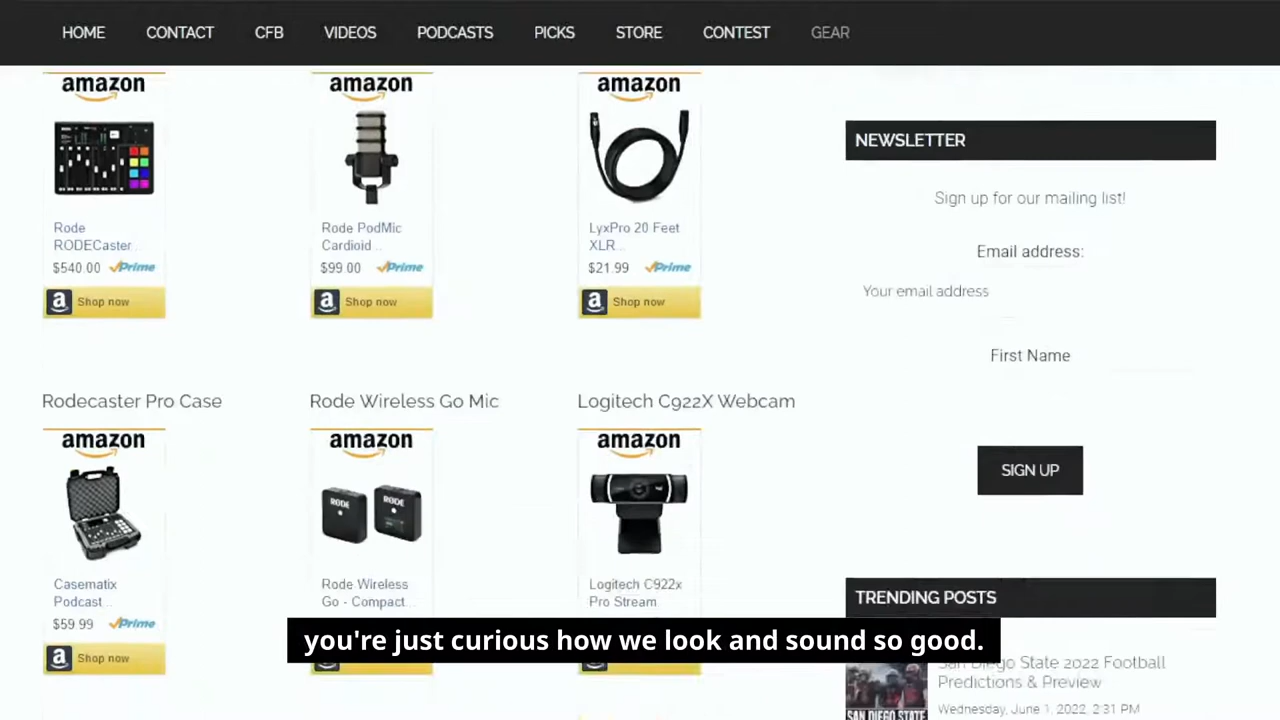 HOME CONTACT CFB VIDEOS PODCASTS PICKS STORE CONTEST GEAR
amazon
Rode
RODECaster...
$540.00 Prime
a Shop now
amazon
Rode PodMic
Cardioid ...
$99.00 Prime
a Shop now
amazon
LyxPro 20 Feet
XLR...
$21.99 Prime
a Shop now
Rodecaster Pro Case
amazon
Casematix
Podcast...
$59.99 Prime
a Shop now
Rode Wireless Go Mic
amazon
RODE RODE
Rode Wireless
Go - Compact...
Logitech C922X Webcam
amazon
Logitech C922x
Pro Stream
you're just curious how we look and sound so good.
NEWSLETTER
Sign up for our mailing list!
Email address:
Your email address
First Name
SIGN UP
TRENDING POSTS
SAN DIEGO STATE
San Diego State 2022 Football
Predictions & Preview
Wednesday, June 1, 2022, 2:31 PM